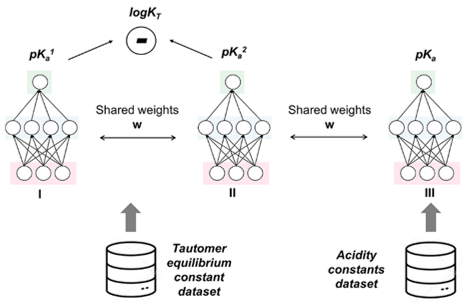 logK_T
pK_a^1
pK_a^2
pK_a
-
Shared weights
w
Shared weights
w
I
II
III
Tautomer
equilibrium
constant
dataset
Acidity
constants
dataset